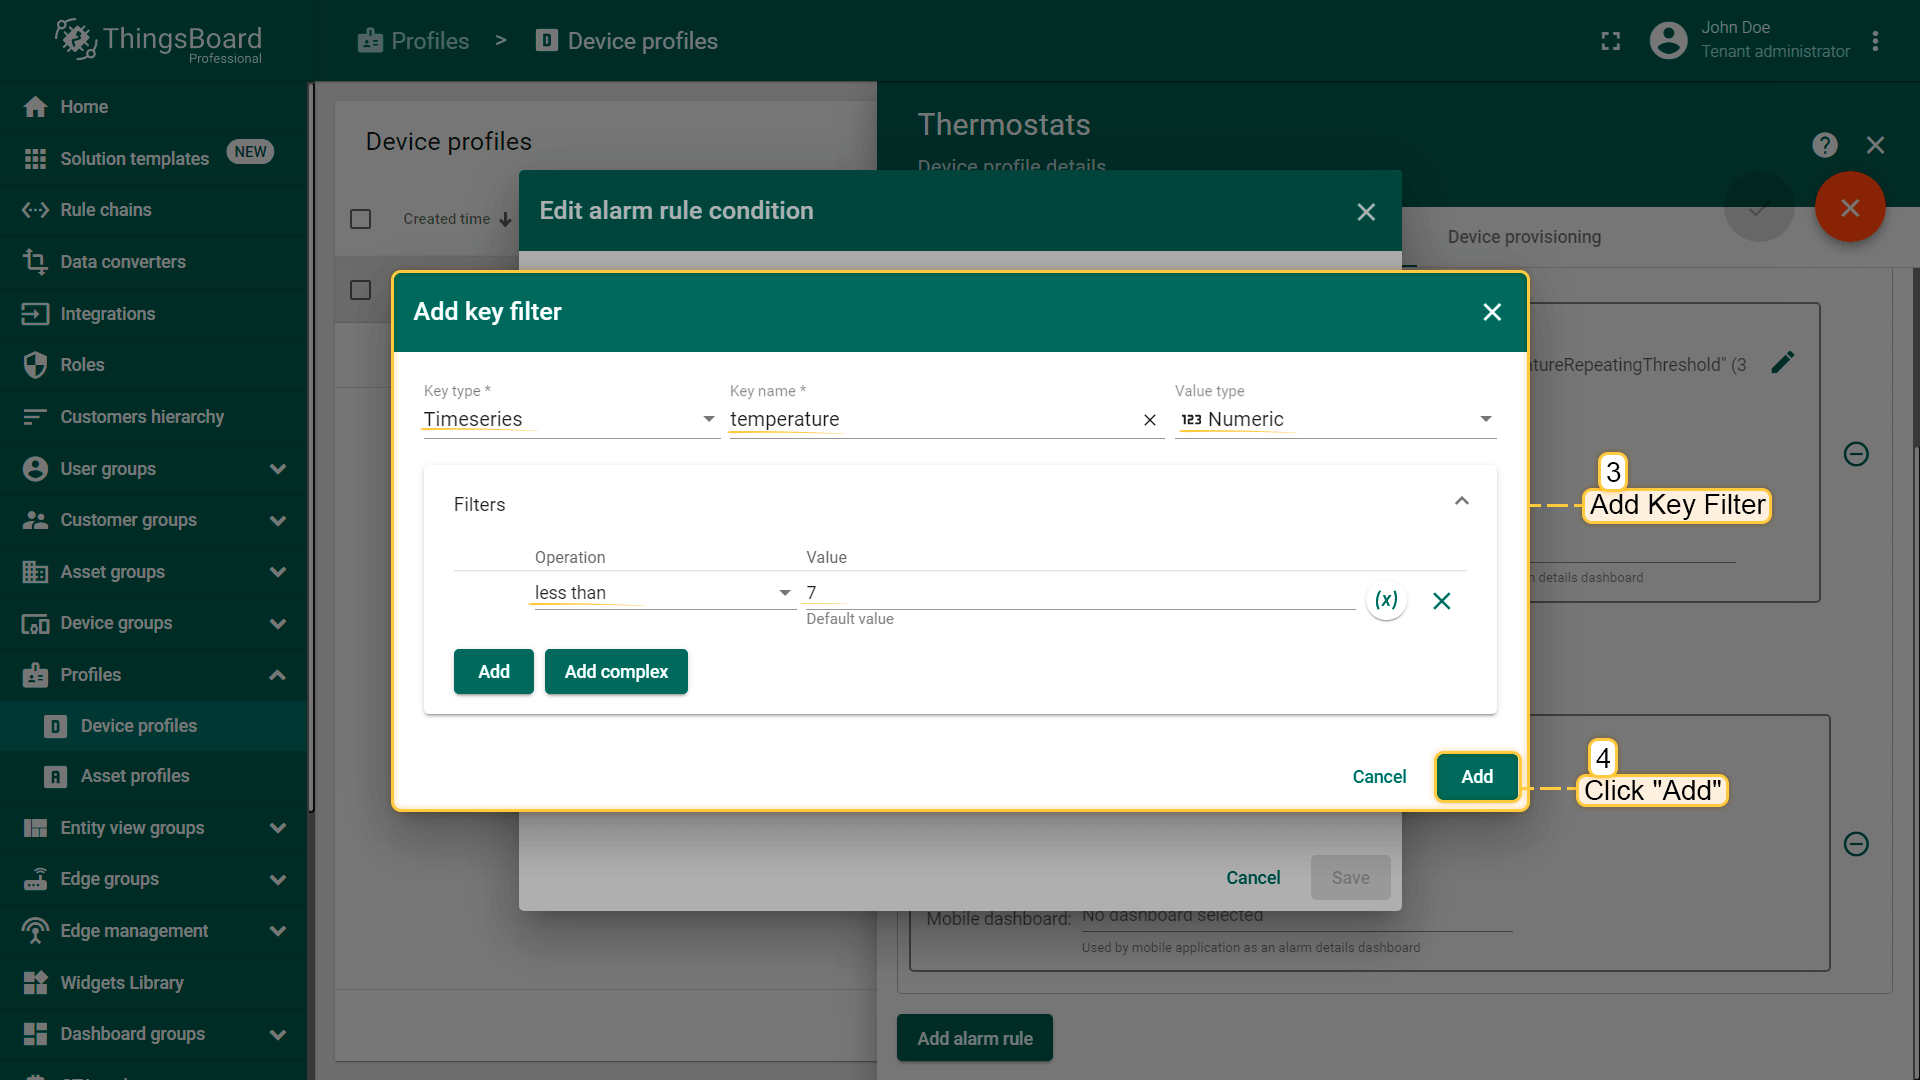 ThingsBoard
Professional
Profiles > Device profiles
John Doe
Tenant administrator
Home
Solution templates NEW
Rule chains
Data converters
Integrations
Roles
Customers hierarchy
User groups
Customer groups
Asset groups
Device groups
Profiles
Device profiles
Asset profiles
Entity view groups
Edge groups
Edge management
Widgets Library
Dashboard groups
Device profiles
Created time
Thermostats
Device profile details
Device provisioning
Edit alarm rule condition
Add key filter
Key type * Key name * Value type
Timeseries temperature 123 Numeric
Filters
Operation Value
less than 7
(x)
Default value
Add Add complex
Cancel Add
3
Add Key Filter
4
Click "Add"
atureRepeatingThreshold" (3
details dashboard
Cancel Save
Mobile dashboard: No dashboard selected
Used by mobile application as an alarm details dashboard
Add alarm rule